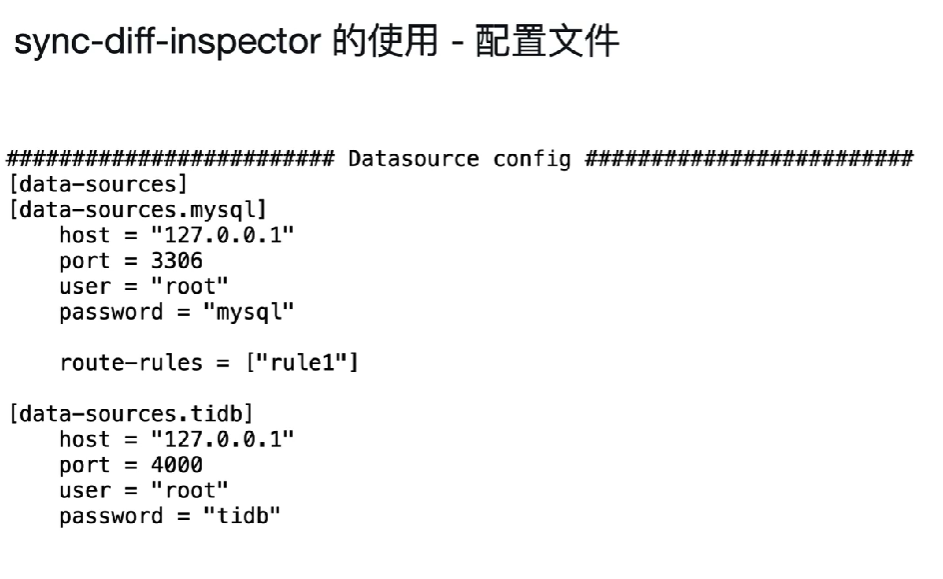 sync-diff-inspector 的使用 - 配置文件
######################### Datasource config #########################
[data-sources]
[data-sources.mysql]
    host = "127.0.0.1"
    port = 3306
    user = "root"
    password = "mysql"
    route-rules = ["rule1"]
[data-sources.tidb]
    host = "127.0.0.1"
    port = 4000
    user = "root"
    password = "tidb"